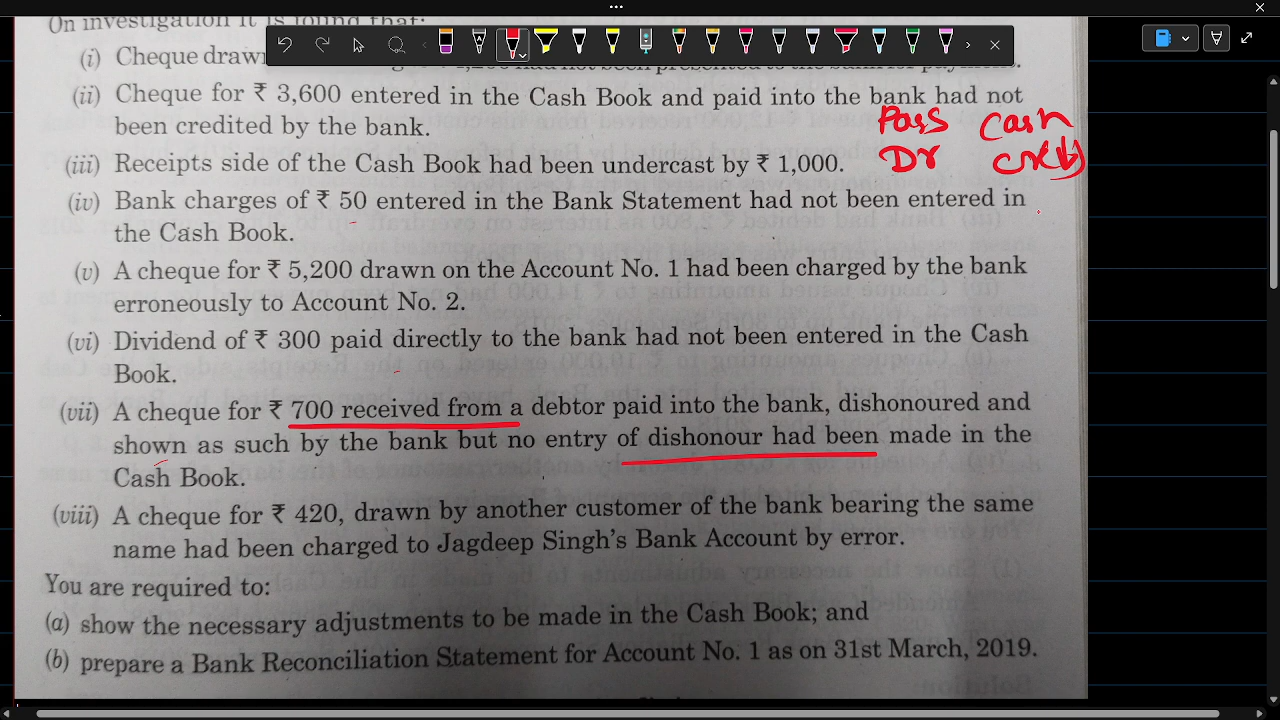 On investigation it is found that:
(i) Cheque drawn
(ii) Cheque for ₹ 3,600 entered in the Cash Book and paid into the bank had not
been credited by the bank.
Pass Cash
Dr Cr(b)
(iii) Receipts side of the Cash Book had been undercast by ₹ 1,000.
(iv) Bank charges of ₹ 50 entered in the Bank Statement had not been entered in
the Cash Book.
(v) A cheque for ₹ 5,200 drawn on the Account No. 1 had been charged by the bank
erroneously to Account No. 2.
(vi) Dividend of ₹ 300 paid directly to the bank had not been entered in the Cash
Book.
(vii) A cheque for ₹ 700 received from a debtor paid into the bank, dishonoured and
shown as such by the bank but no entry of dishonour had been made in the
Cash Book.
(viii) A cheque for ₹ 420, drawn by another customer of the bank bearing the same
name had been charged to Jagdeep Singh's Bank Account by error.
You are required to:
(a) show the necessary adjustments to be made in the Cash Book; and
(b) prepare a Bank Reconciliation Statement for Account No. 1 as on 31st March, 2019.